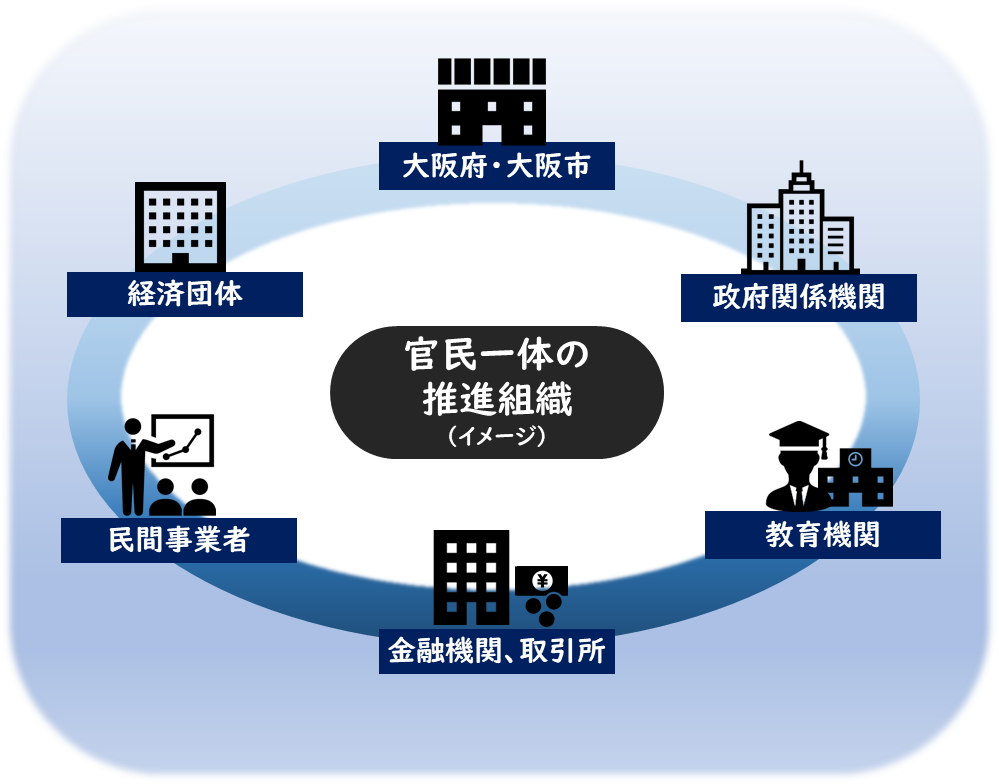 大阪府・大阪市
経済団体
政府関係機関
官民一体の
推進組織
（イメージ）
民間事業者
教育機関
¥
金融機関、取引所